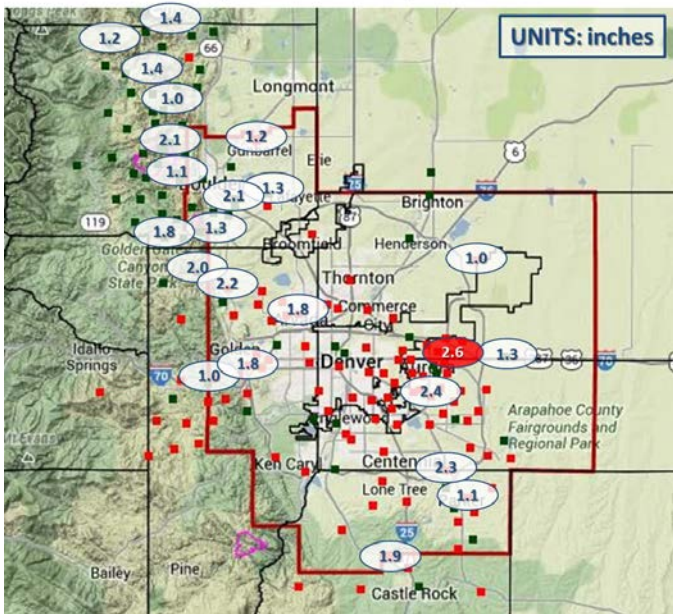 1.4
UNITS: inches
1.2
66
1.4
Longmont
1.0
2.1
1.2
Gunbarrel
Erie
6
1.1
25
76
2.1
1.3
Brighton
119
1.8
1.3
87
Broomfield
Henderson
Golden Gate
Canyon
State Park
2.0
1.0
2.2
Thornton
1.8
Commerce
City
Idaho
Springs
Golden
Denver
2.6
1.3
87
36
70
70
1.0
1.8
Aurora
2.4
Englewood
Arapahoe County
Fairgrounds and
Regional Park
Ken Caryl
Centennial
2.3
Lone Tree
1.1
Parker
25
1.9
Bailey
Pine
Castle Rock